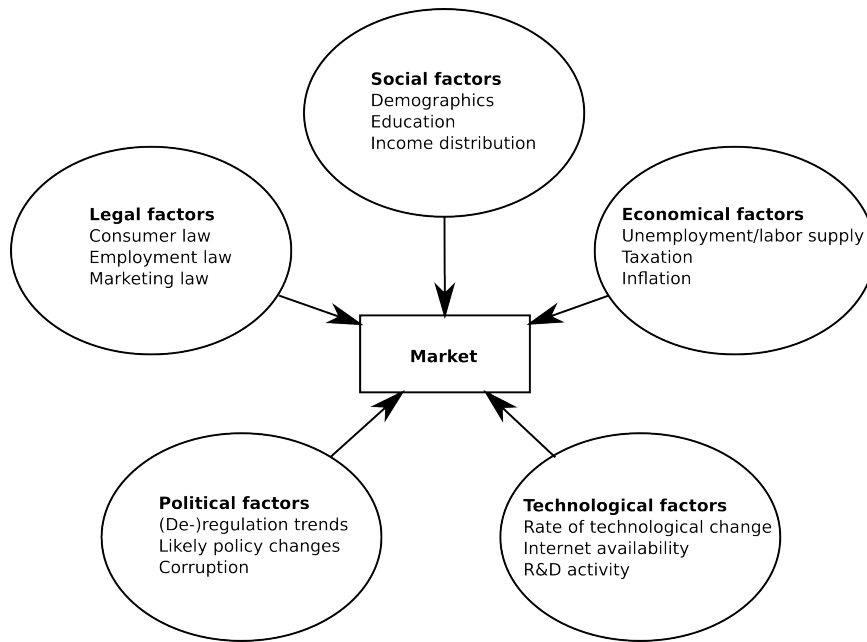 Social factors
Demographics
Education
Income distribution
Legal factors
Consumer law
Employment law
Marketing law
Economical factors
Unemployment/labor supply
Taxation
Inflation
Market
Political factors
(De-)regulation trends
Likely policy changes
Corruption
Technological factors
Rate of technological change
Internet availability
R&D activity